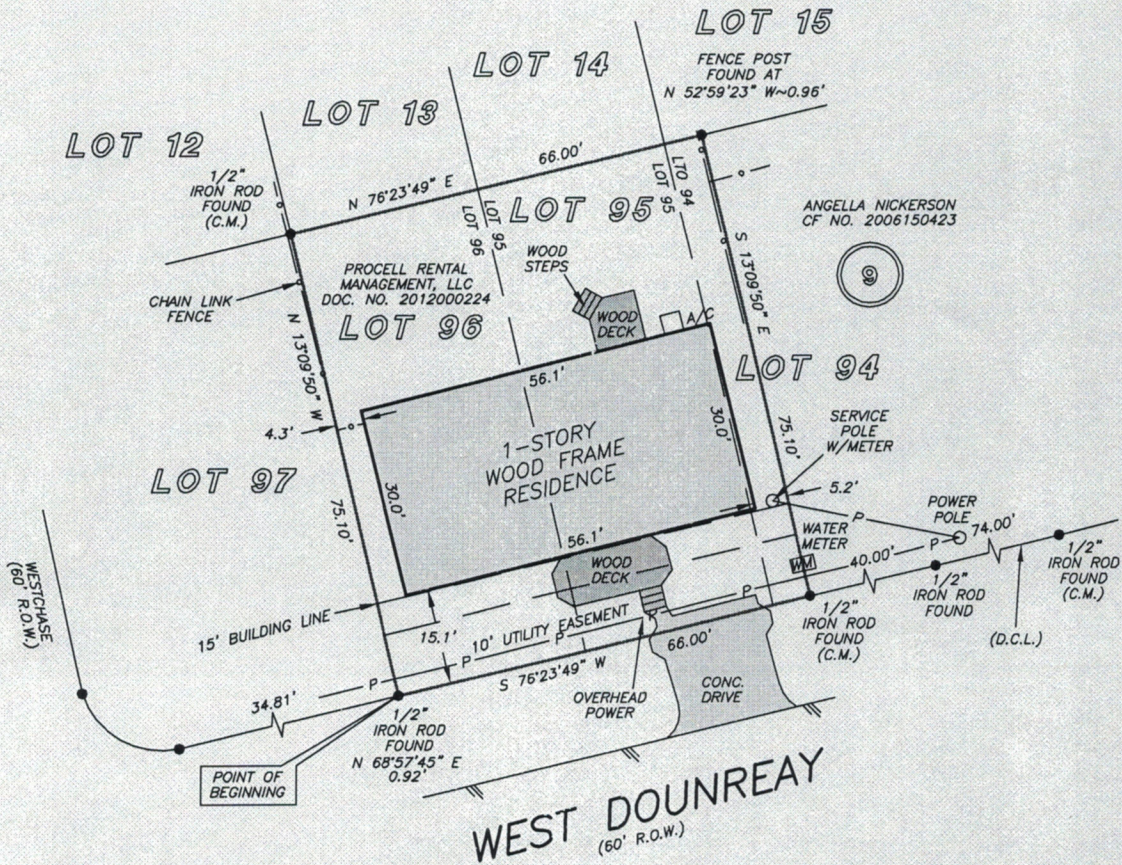 LOT 15
FENCE POST
FOUND AT
N 52°59'23" W~0.96'
LOT 14
LOT 13
LOT 12
1/2"
IRON ROD
FOUND
(C.M.)
66.00'
N 76°23'49" E
LOT 96
LOT 95
LOT 95
LTO 94
LOT 95
ANGELLA NICKERSON
CF NO. 2006150423
9
WOOD
STEPS
S 13°09'50" E
PROCELL RENTAL
MANAGEMENT, LLC
DOC. NO. 2012000224
CHAIN LINK
FENCE
LOT 96
WOOD
DECK
A/C
N 13°09'50" W
LOT 94
56.1'
30.0'
75.10'
SERVICE
POLE
W/METER
4.3'
1-STORY
WOOD FRAME
RESIDENCE
LOT 97
75.10'
30.0'
5.2'
POWER
POLE
P
74.00'
56.1'
WATER
METER
WM
P
40.00'
1/2"
IRON ROD
FOUND
(C.M.)
1/2"
IRON ROD
FOUND
(D.C.L.)
WOOD
DECK
P
WESTCHASE
(60' R.O.W.)
15' BUILDING LINE
15.1'
10' UTILITY EASEMENT
P
P
P
P
66.00'
S 76°23'49" W
1/2"
IRON ROD
FOUND
(C.M.)
34.81'
OVERHEAD
POWER
CONC.
DRIVE
1/2"
IRON ROD
FOUND
N 68°57'45" E
0.92'
POINT OF
BEGINNING
WEST DOUNREAY
(60' R.O.W.)